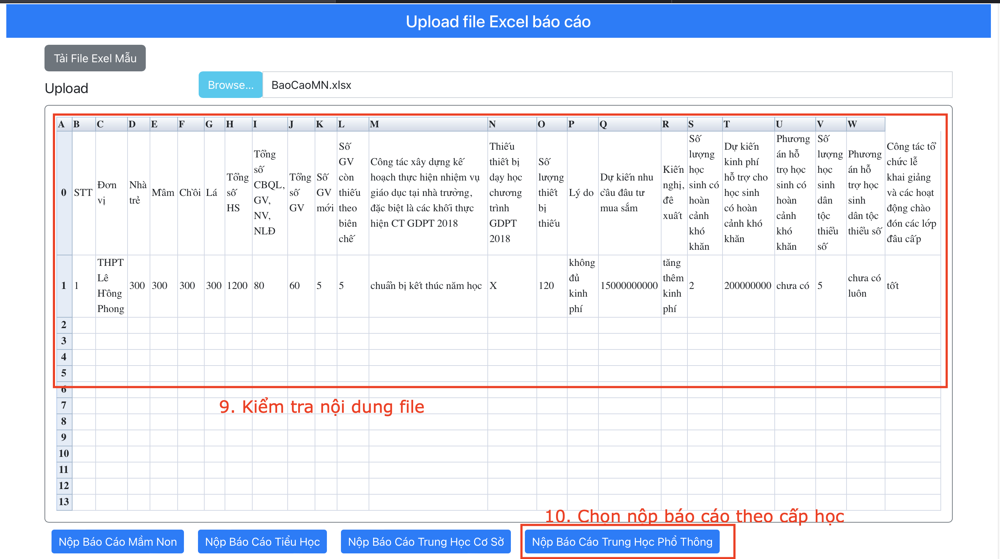 Upload file Excel báo cáo
Tải File Exel Mẫu
Upload
Browse...
BaoCaoMN.xlsx
A B C D E F G H I J K L M N O P Q R S T U V W
0
STT
Đơn
vị
Nhà
trẻ
Mầm
Chồi
Lá
Tổng
số
HS
Tổng
số
CBQL,
GV,
NV,
NLĐ
Tổng
số
GV
Số
GV
mới
Số
GV
còn
thiếu
theo
biên
chế
Công tác xây dựng kế
hoạch thực hiện nhiệm vụ
giáo dục tại nhà trường,
đặc biệt là các khối thực
hiện CT GDPT 2018
Thiếu
thiết bị
dạy học
chương
trình
GDPT
2018
Số
lượng
thiết
bị
thiếu
Lý do
Dự kiến nhu
cầu đầu tư
mua sắm
Kiến
nghị,
đề
xuất
Số
lượng
học
sinh có
hoàn
cảnh
khó
khăn
Dự kiến
kinh phí
hỗ trợ cho
học sinh
có hoàn
cảnh khó
khăn
Phương
án hỗ
trọ học
sinh có
hoàn
cảnh
khó
khăn
Số
lượng
học
sinh
dân
tộc
thiểu
số
Phương
án hỗ
trợ học
sinh
dân tộc
thiểu số
Công tác tổ
chức lễ
khai giảng
và các hoạt
động chào
đón các lớp
đầu cấp
1
1
THPT
Lê
Hồng
Phong
300
300
300
300
1200
80
60
5
5
chuẩn bị kết thúc năm học
X
120
không
đủ
kinh
phí
15000000000
tăng
thêm
kinh
phí
2
200000000
chưa có
5
chưa có
luôn
tốt
2
3
4
5
6
7
9. Kiểm tra nội dung file
8
9
10
11
12
13
10. Chọn nộp báo cáo theo cấp học
Nộp Báo Cáo Mầm Non
Nộp Báo Cáo Tiểu Học
Nộp Báo Cáo Trung Học Cơ Sở
Nộp Báo Cáo Trung Học Phổ Thông